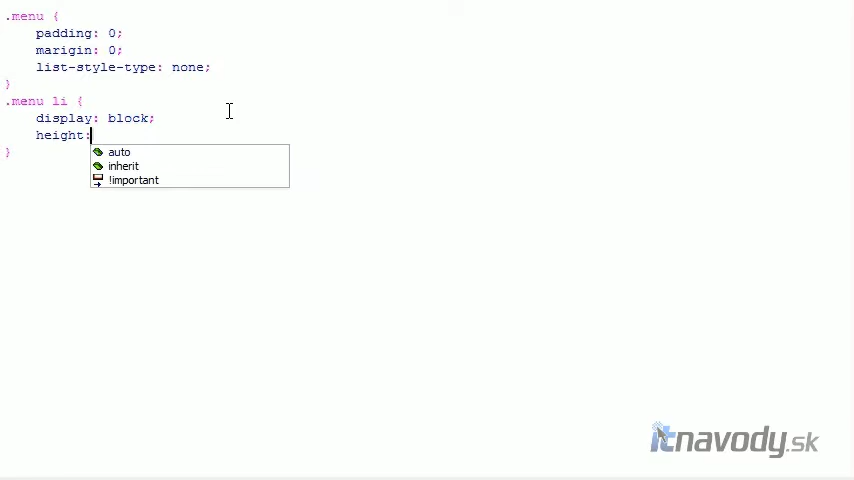 .menu {
padding: 0;
marigin: 0;
list-style-type: none;
}
.menu li {
display: block;
height:
auto
inherit
!important
}
itnavody.sk